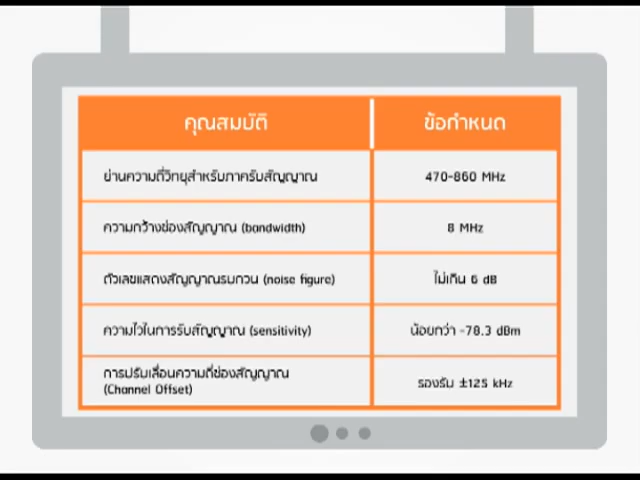 คุณสมบัติ
ข้อกำหนด
ย่านความถี่วิทยุสำหรับภาครับสัญญาณ
470-860 MHz
ความกว้างช่องสัญญาณ (bandwidth)
8 MHz
ตัวเลขแสดงสัญญาณรบกวน (noise figure)
ไม่เกิน 6 dB
ความไวในการรับสัญญาณ (sensitivity)
น้อยกว่า -78.3 dBm
การปรับเลื่อนความถี่ช่องสัญญาณ
(Channel Offset)
รองรับ ±125 kHz